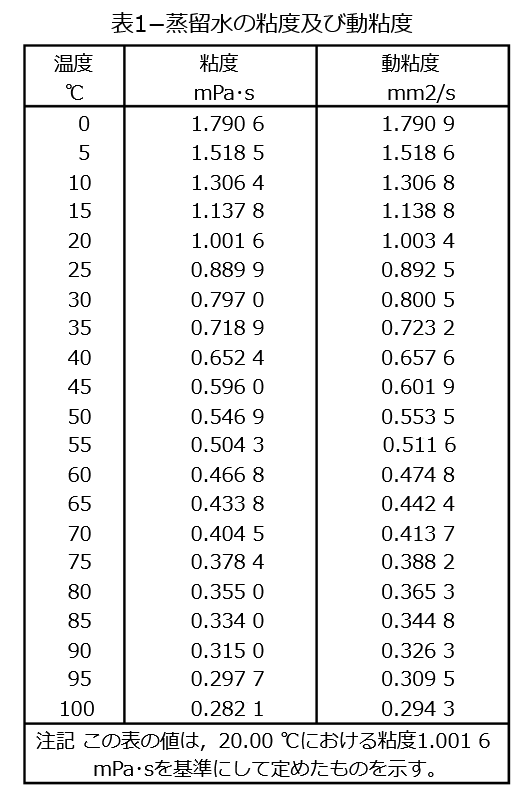 表1−蒸留水の粘度及び動粘度
温度 粘度 動粘度
℃ mPa･s mm2/s
0 1.790 6 1.790 9
5 1.518 5 1.518 6
10 1.306 4 1.306 8
15 1.137 8 1.138 8
20 1.001 6 1.003 4
25 0.889 9 0.892 5
30 0.797 0 0.800 5
35 0.718 9 0.723 2
40 0.652 4 0.657 6
45 0.596 0 0.601 9
50 0.546 9 0.553 5
55 0.504 3 0.511 6
60 0.466 8 0.474 8
65 0.433 8 0.442 4
70 0.404 5 0.413 7
75 0.378 4 0.388 2
80 0.355 0 0.365 3
85 0.334 0 0.344 8
90 0.315 0 0.326 3
95 0.297 7 0.309 5
100 0.282 1 0.294 3
注記 この表の値は，20.00 ℃における粘度1.001 6
mPa･sを基準にして定めたものを示す。